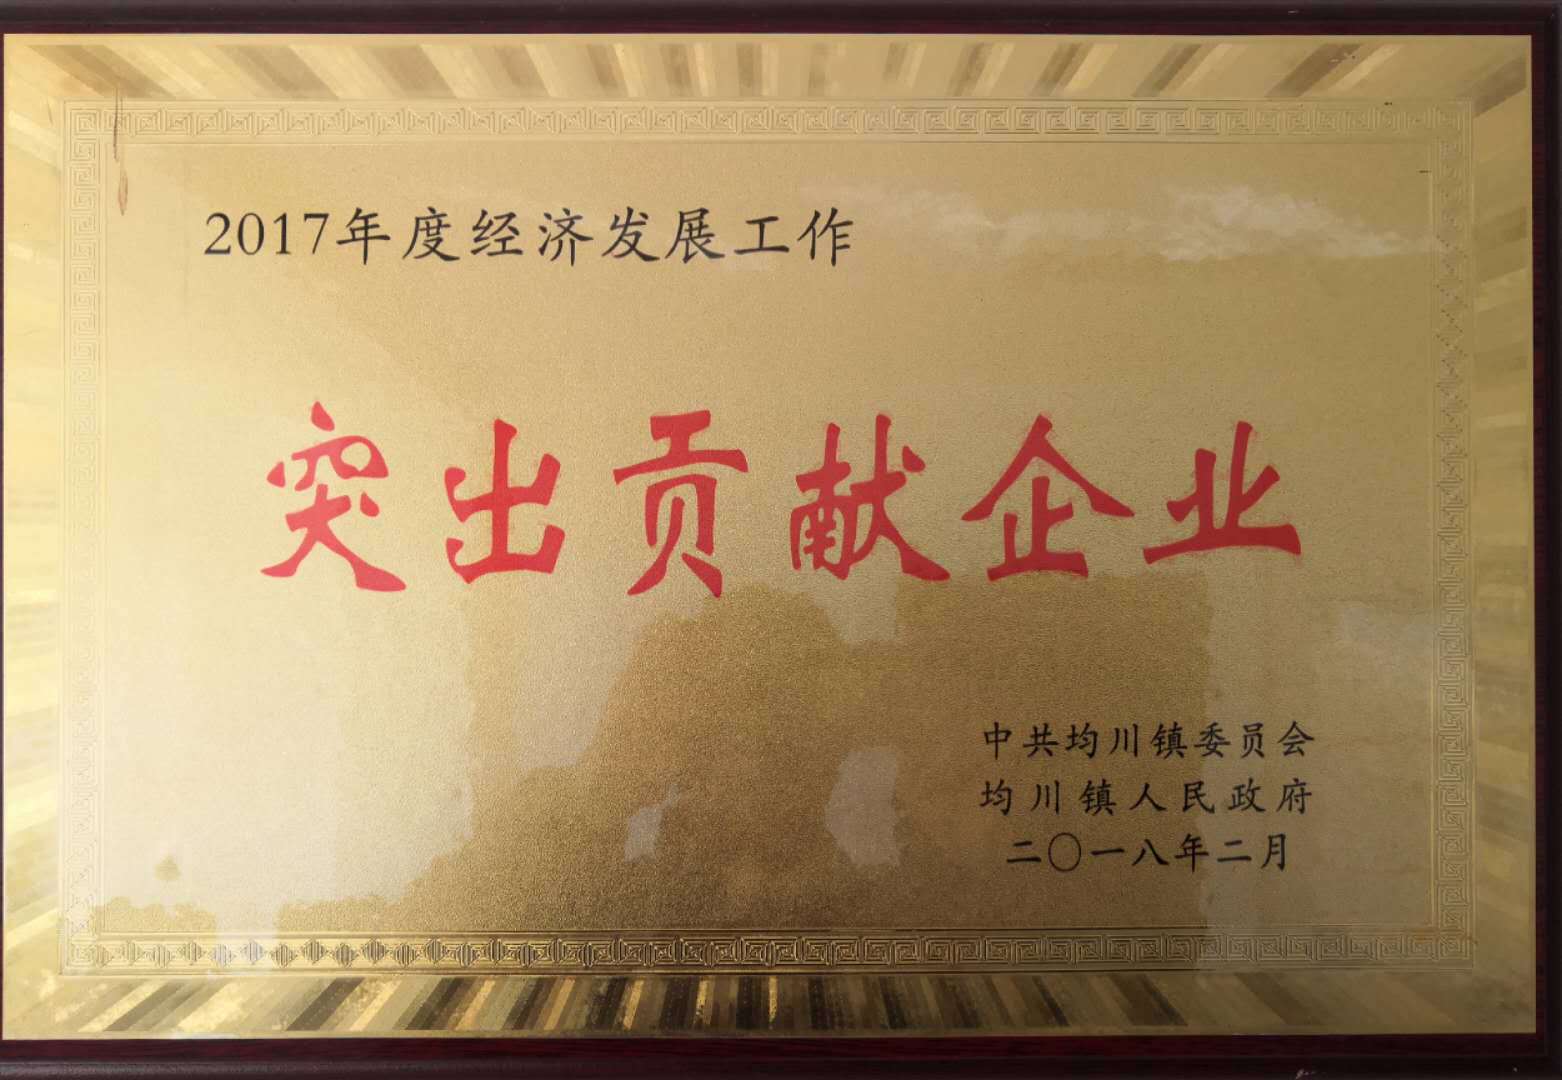 2017年度经济发展工作
突出贡献企业
中共均川镇委员会
均川镇人民政府
二〇一八年二月